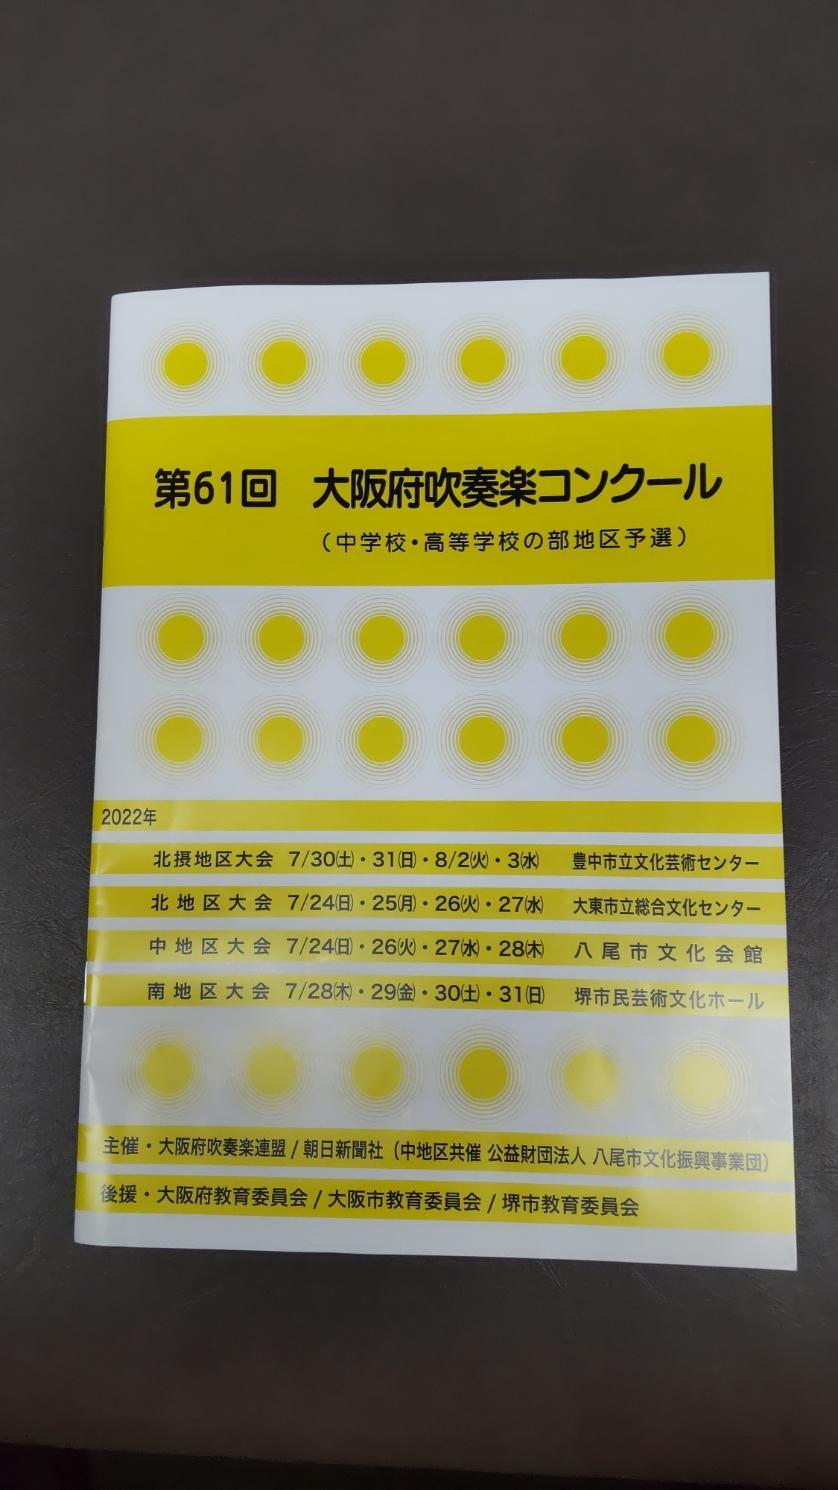 第61回 大阪府吹奏楽コンクール
（中学校・高等学校の部地区予選）
2022年
北摂地区大会 7/30㈯・31㈰・8/2㈫・3㈬ 豊中市立文化芸術センター
北地区大会 7/24㈰・25㈪・26㈫・27㈬ 大東市立総合文化センター
中地区大会 7/24㈰・26㈫・27㈬・28㈭ 八尾市文化会館
南地区大会 7/28㈭・29㈮・30㈯・31㈰ 堺市民芸術文化ホール
主催・大阪府吹奏楽連盟/朝日新聞社（中地区共催 公益財団法人 八尾市文化振興事業団）
後援・大阪府教育委員会/大阪市教育委員会/堺市教育委員会